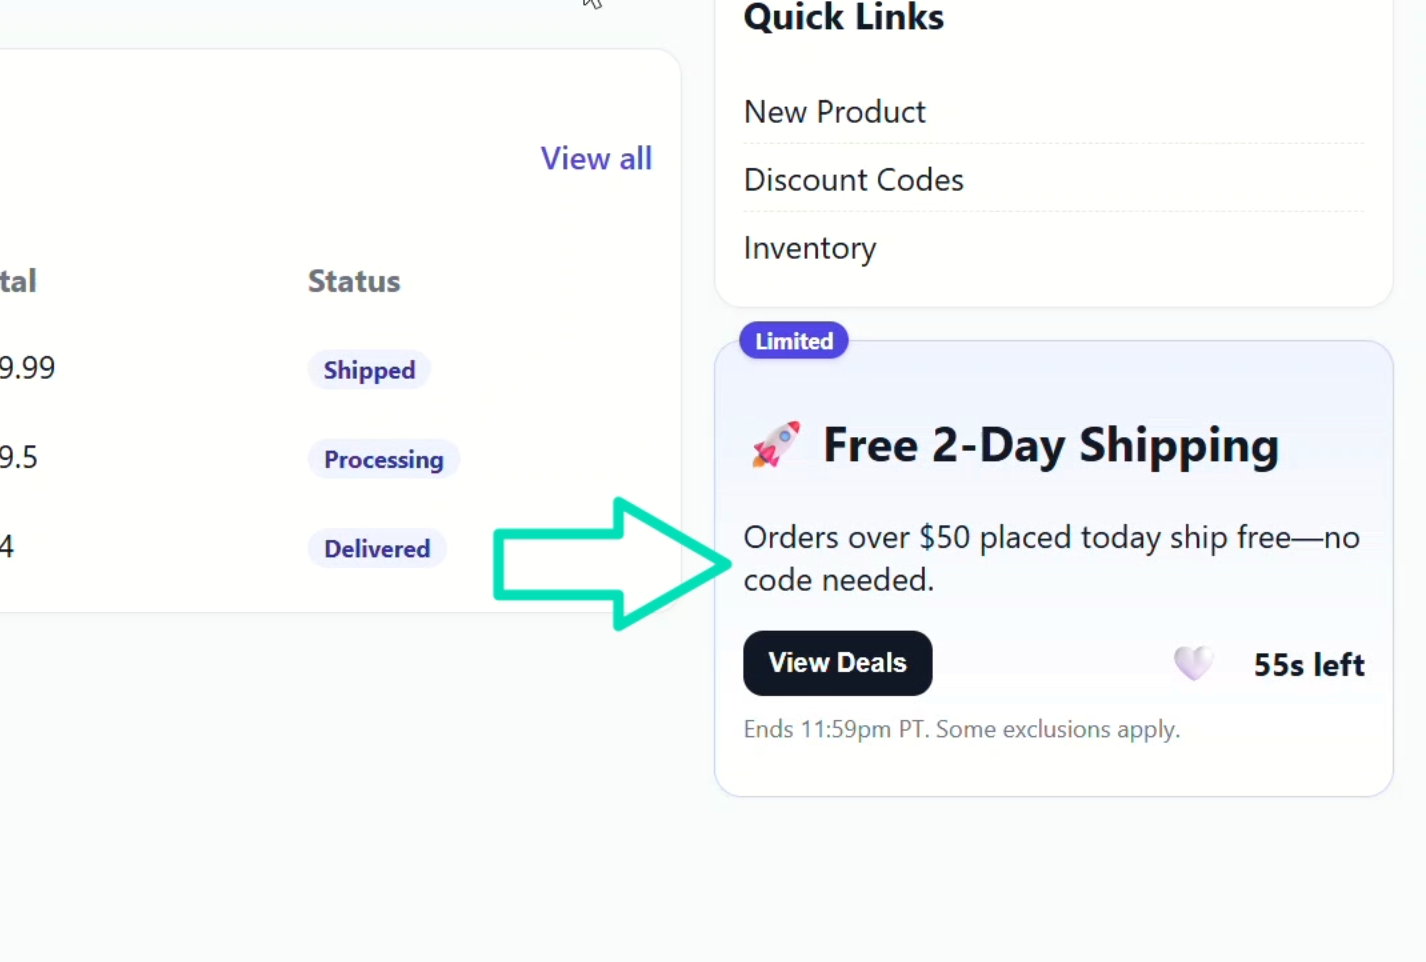 Quick Links
New Product
Discount Codes
Inventory
View all
Status
9.99
Shipped
9.5
Processing
4
Delivered
Limited
🚀 Free 2-Day Shipping
Orders over $50 placed today ship free—no
code needed.
View Deals
🤍 55s left
Ends 11:59pm PT. Some exclusions apply.